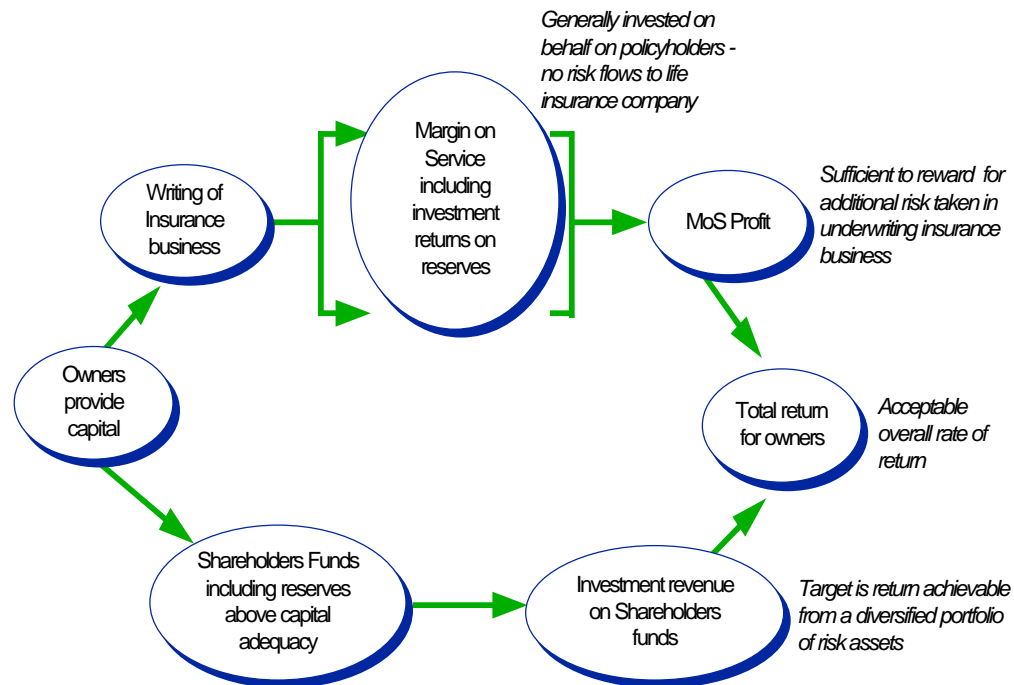 Generally invested on
behalf on policyholders -
no risk flows to life
insurance company
Margin on
Service
including
investment
returns on
reserves
Writing of
Insurance
business
MoS Profit
Sufficient to reward for
additional risk taken in
underwriting insurance
business
Owners
provide
capital
Total return
for owners
Acceptable
overall rate of
return
Shareholders Funds
including reserves
above capital
adequacy
Investment revenue
on Shareholders
funds
Target is return achievable
from a diversified portfolio
of risk assets